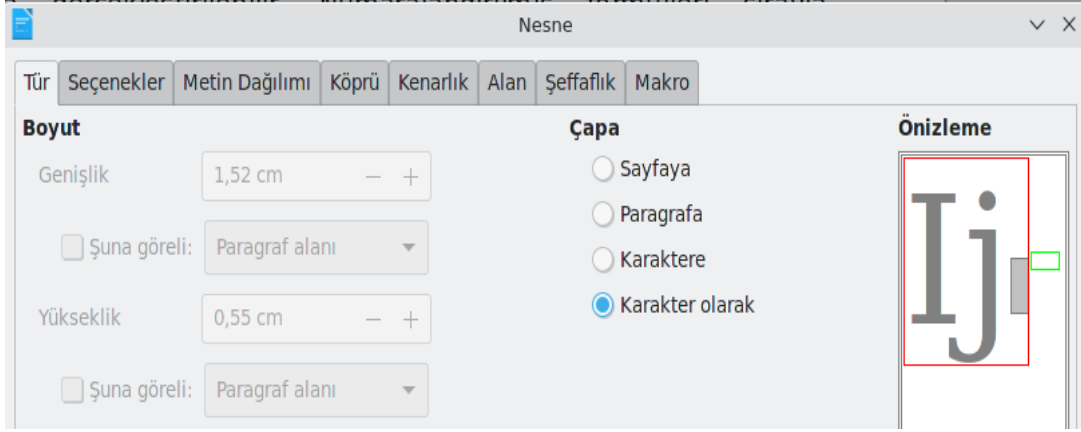 Nesne
Tür Seçenekler Metin Dağılımı Köprü Kenarlık Alan Şeffaflık Makro
Boyut
Genişlik 1,52 cm
Şuna göreli: Paragraf alanı
Yükseklik 0,55 cm
Şuna göreli: Paragraf alanı
Çapa
Sayfaya
Paragrafa
Karaktere
Karakter olarak
Önizleme
Ij